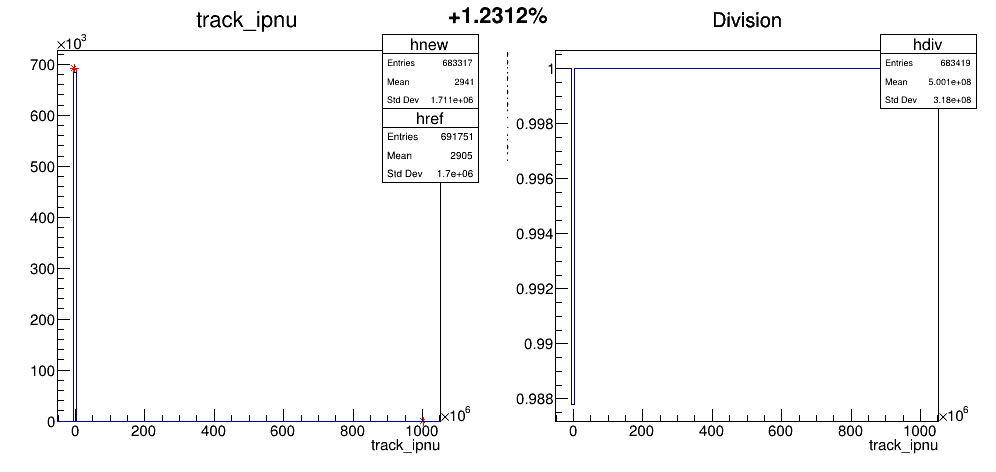 track_ipnu
+1.2312%
Division
×10³
hnew
Entries 683317
Mean 2941
Std Dev 1.711e+06
href
Entries 691751
Mean 2905
Std Dev 1.7e+06
700
600
500
400
300
200
100
0
0 200 400 600 800 1000
×10⁶
track_ipnu
hdiv
Entries 683419
Mean 5.001e+08
Std Dev 3.18e+08
1
0.998
0.996
0.994
0.992
0.99
0.988
0 200 400 600 800 1000
×10⁶
track_ipnu